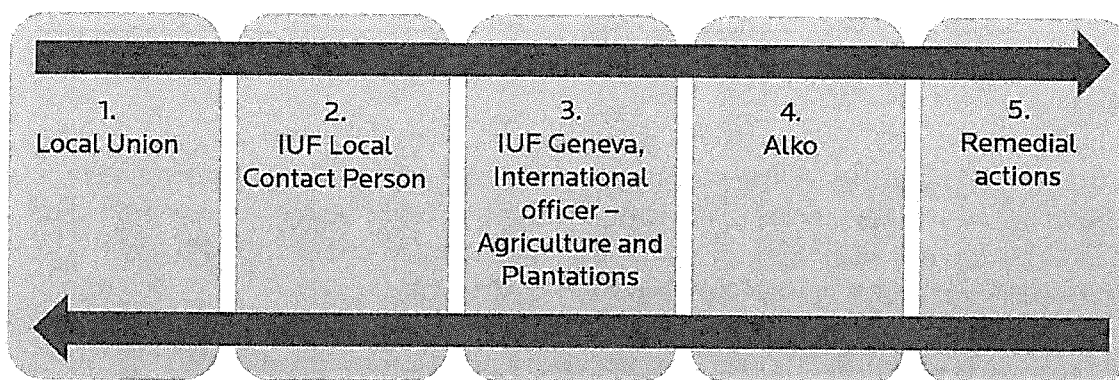 1.
Local Union
2.
IUF Local
Contact Person
3.
IUF Geneva,
International
officer –
Agriculture and
Plantations
4.
Alko
5.
Remedial
actions